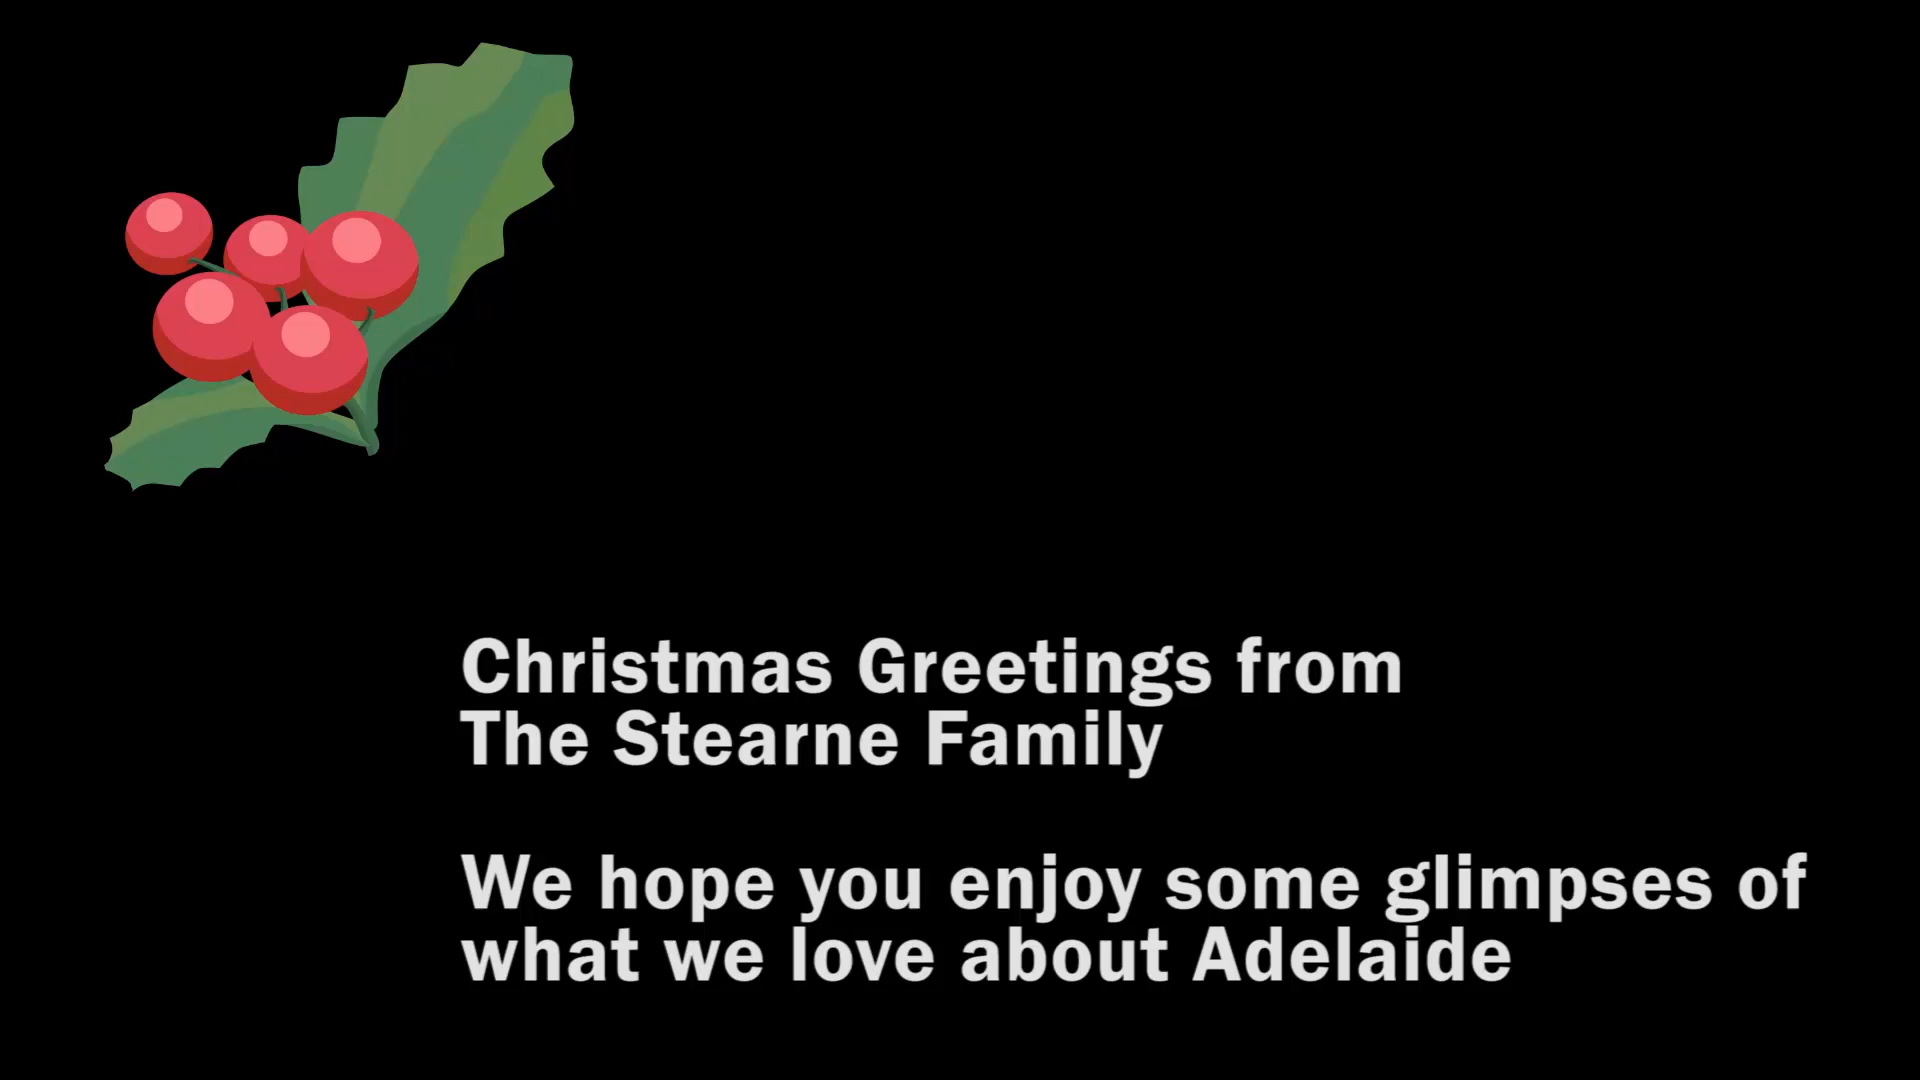 Christmas Greetings from
The Stearne Family
We hope you enjoy some glimpses of
what we love about Adelaide